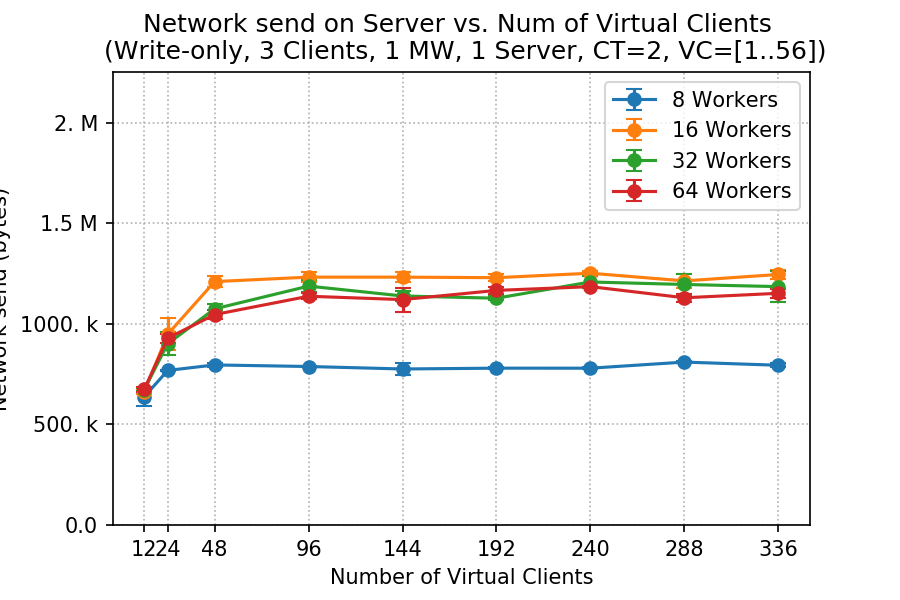 Network send on Server vs. Num of Virtual Clients
(Write-only, 3 Clients, 1 MW, 1 Server, CT=2, VC=[1..56])
8 Workers
16 Workers
32 Workers
64 Workers
2. M
1.5 M
1000. k
500. k
0.0
Network send (bytes)
12 24 48 96 144 192 240 288 336
Number of Virtual Clients